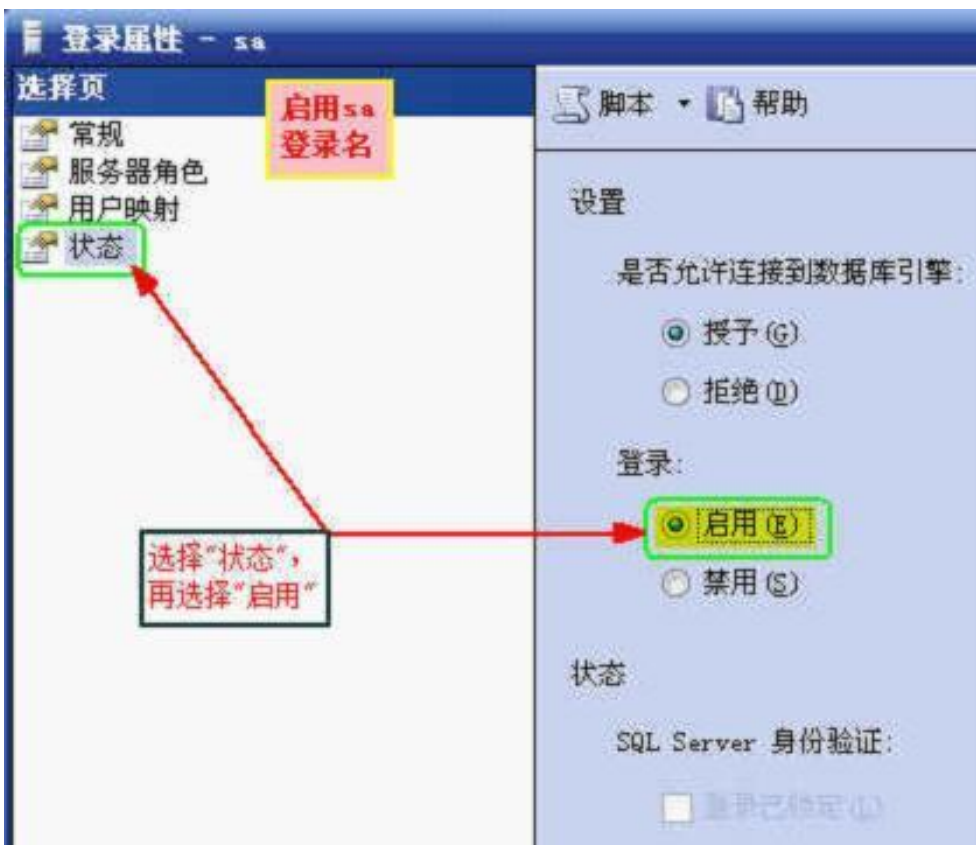 登录属性 - sa
选择页
启用sa
登录名
常规
服务器角色
用户映射
状态
选择“状态”，
再选择“启用”
脚本 帮助
设置
是否允许连接到数据库引擎:
授予(G)
拒绝(D)
登录:
启用(E)
禁用(S)
状态
SQL Server 身份验证: